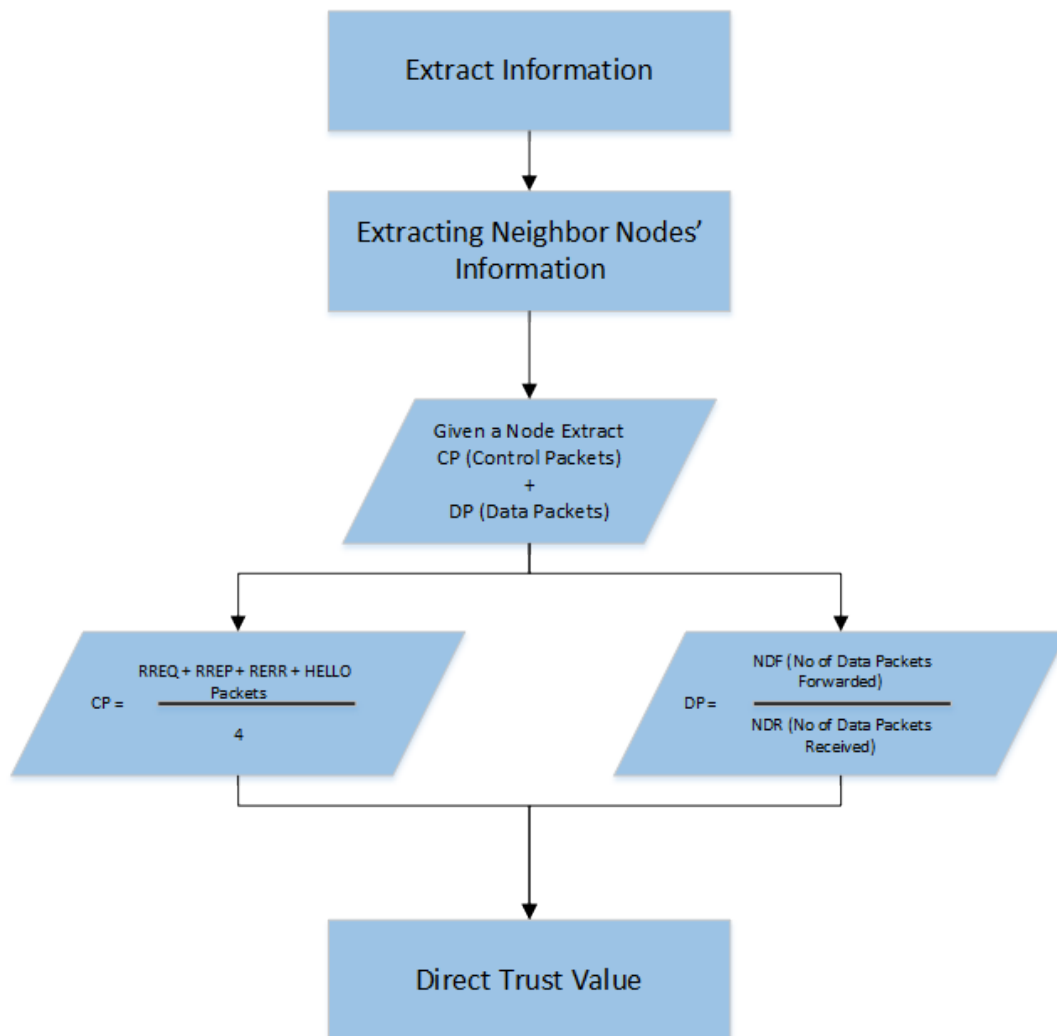 Extract Information
Extracting Neighbor Nodes’
Information
Given a Node Extract
CP (Control Packets)
+
DP (Data Packets)
RREQ + RREP + RERR + HELLO
Packets
CP =
4
NDF (No of Data Packets
Forwarded)
DP =
NDR (No of Data Packets
Received)
Direct Trust Value